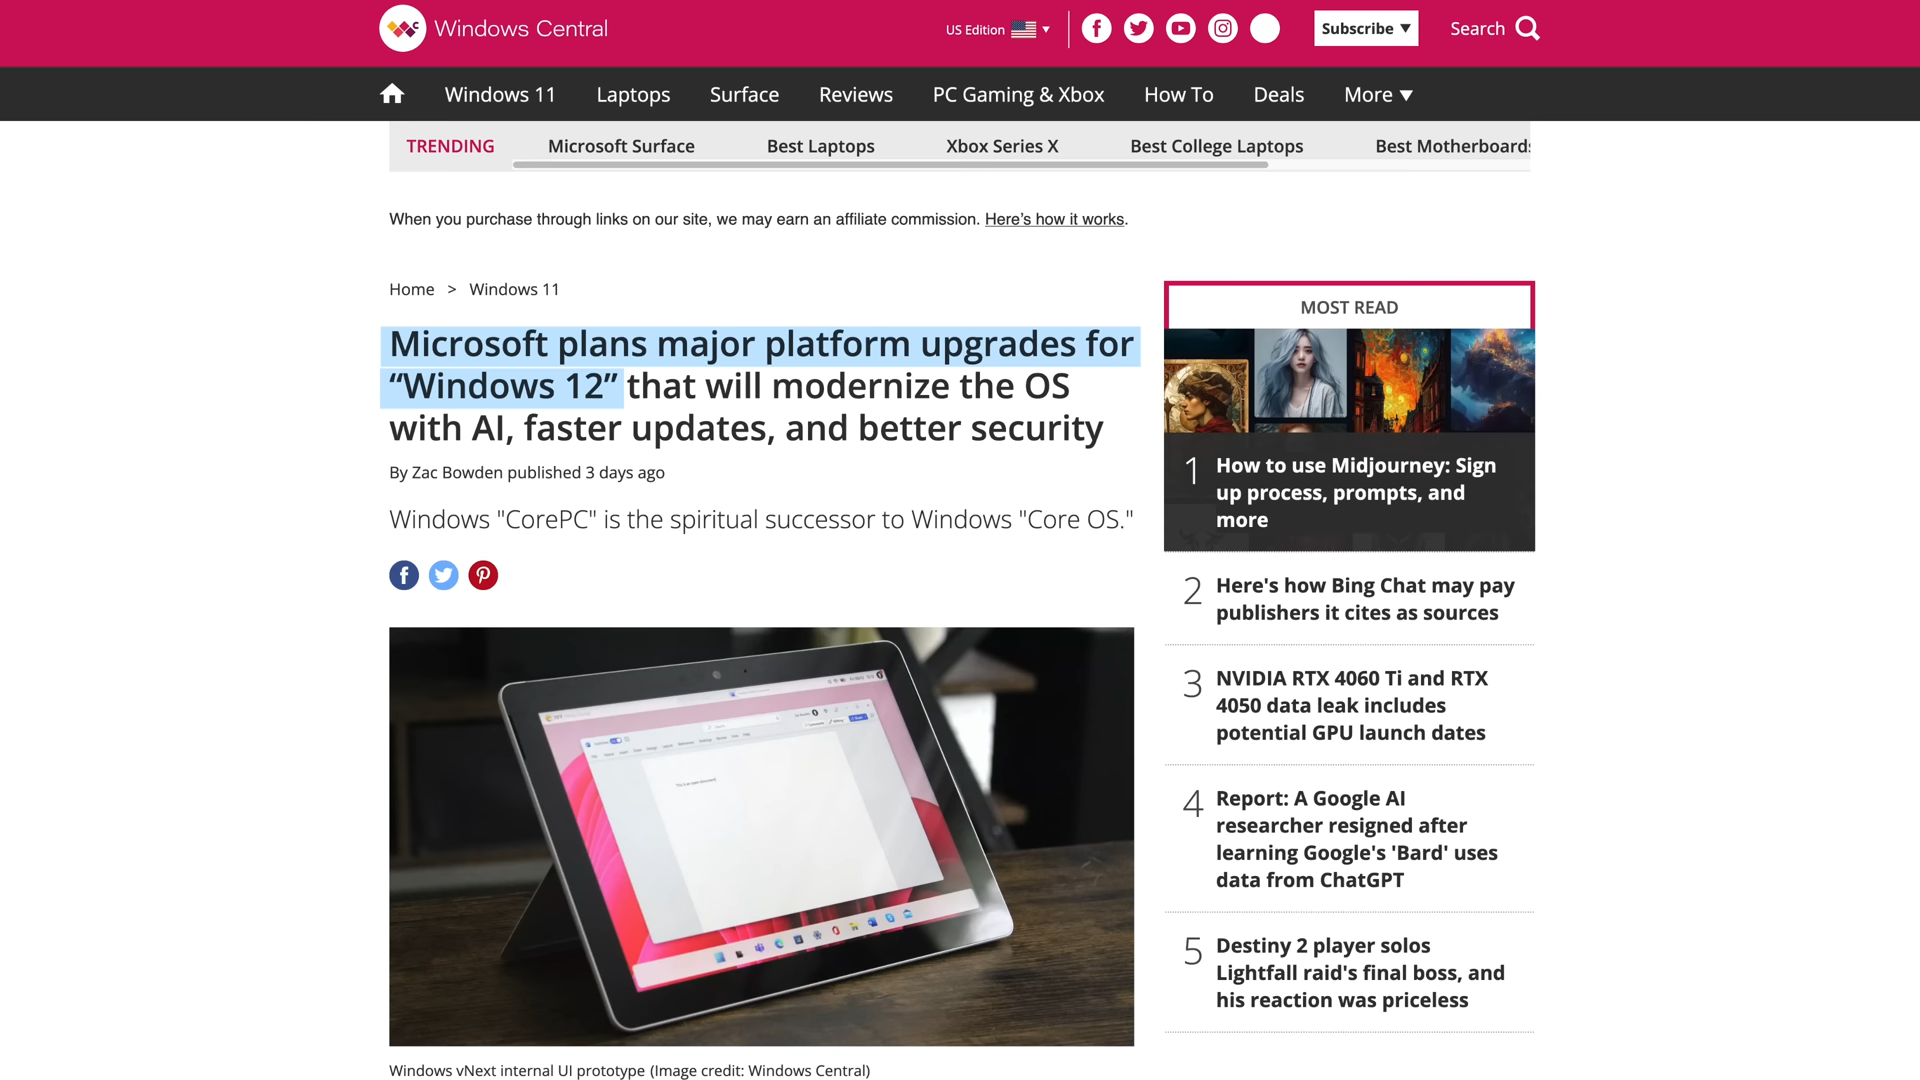 Windows Central
US Edition
Subscribe ▼
Search
Windows 11
Laptops
Surface
Reviews
PC Gaming & Xbox
How To
Deals
More ▼
TRENDING
Microsoft Surface
Best Laptops
Xbox Series X
Best College Laptops
Best Motherboards
When you purchase through links on our site, we may earn an affiliate commission. Here’s how it works.
Home > Windows 11
Microsoft plans major platform upgrades for
“Windows 12” that will modernize the OS
with AI, faster updates, and better security
By Zac Bowden published 3 days ago
Windows "CorePC" is the spiritual successor to Windows "Core OS."
Windows vNext internal UI prototype (Image credit: Windows Central)
MOST READ
1 How to use Midjourney: Sign
up process, prompts, and
more
2 Here's how Bing Chat may pay
publishers it cites as sources
3 NVIDIA RTX 4060 Ti and RTX
4050 data leak includes
potential GPU launch dates
4 Report: A Google AI
researcher resigned after
learning Google's 'Bard' uses
data from ChatGPT
5 Destiny 2 player solos
Lightfall raid's final boss, and
his reaction was priceless